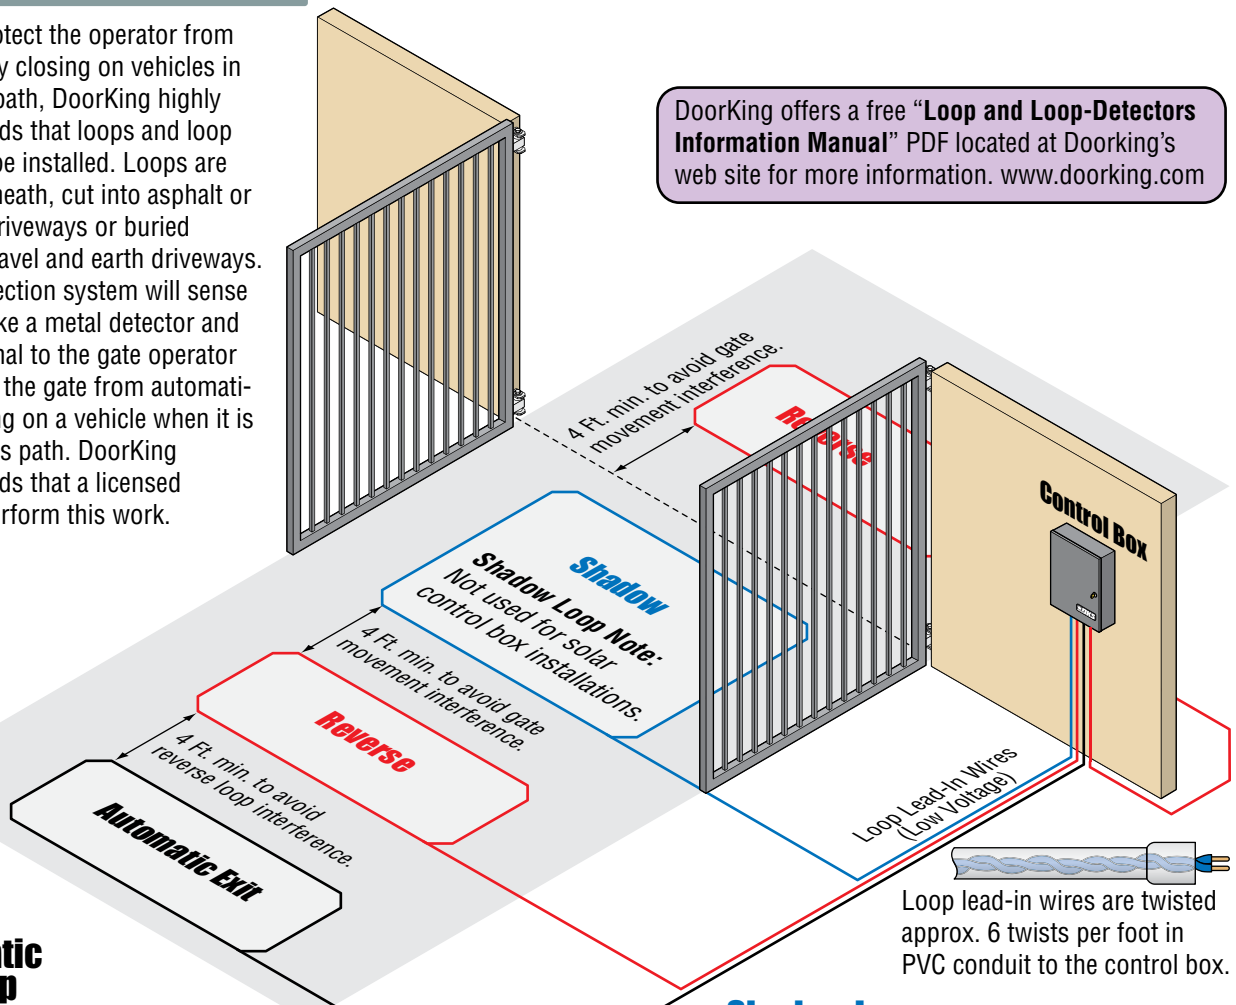 otect the operator from
y closing on vehicles in
path, DoorKing highly
ds that loops and loop
be installed. Loops are
neath, cut into asphalt or
riveways or buried
avel and earth driveways.
ection system will sense
ke a metal detector and
nal to the gate operator
the gate from automati-
ng on a vehicle when it is
s path. DoorKing
ds that a licensed
erform this work.
DoorKing offers a free “Loop and Loop-Detectors
Information Manual” PDF located at Doorking’s
web site for more information. www.doorking.com
4 Ft. min. to avoid gate
movement interference.
Reverse
Control Box
Shadow
Shadow Loop Note:
Not used for solar
control box installations.
4 Ft. min. to avoid gate
movement interference.
Reverse
4 Ft. min. to avoid
reverse loop interference.
Automatic Exit
Loop Lead-In Wires
(Low Voltage)
Loop lead-in wires are twisted
approx. 6 twists per foot in
PVC conduit to the control box.
atic
p